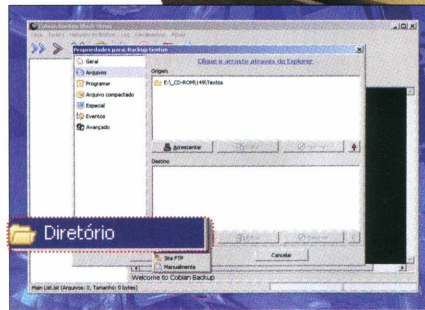 Cobian Backup (Black Moon)
Propriedades para: Backup textos
Geral
Arquivos
Programar
Arquivo compactado
Especial
Eventos
Avançado
Clique e arraste através do Explorer
Origem
E:\_CD-ROM\149\Textos
Acrescentar
Destino
Diretório
Site FTP
Manualmente
Cancelar
Welcome to Cobian Backup
Main List.lst (Arquivos: 0, Tamanho: 0 bytes)